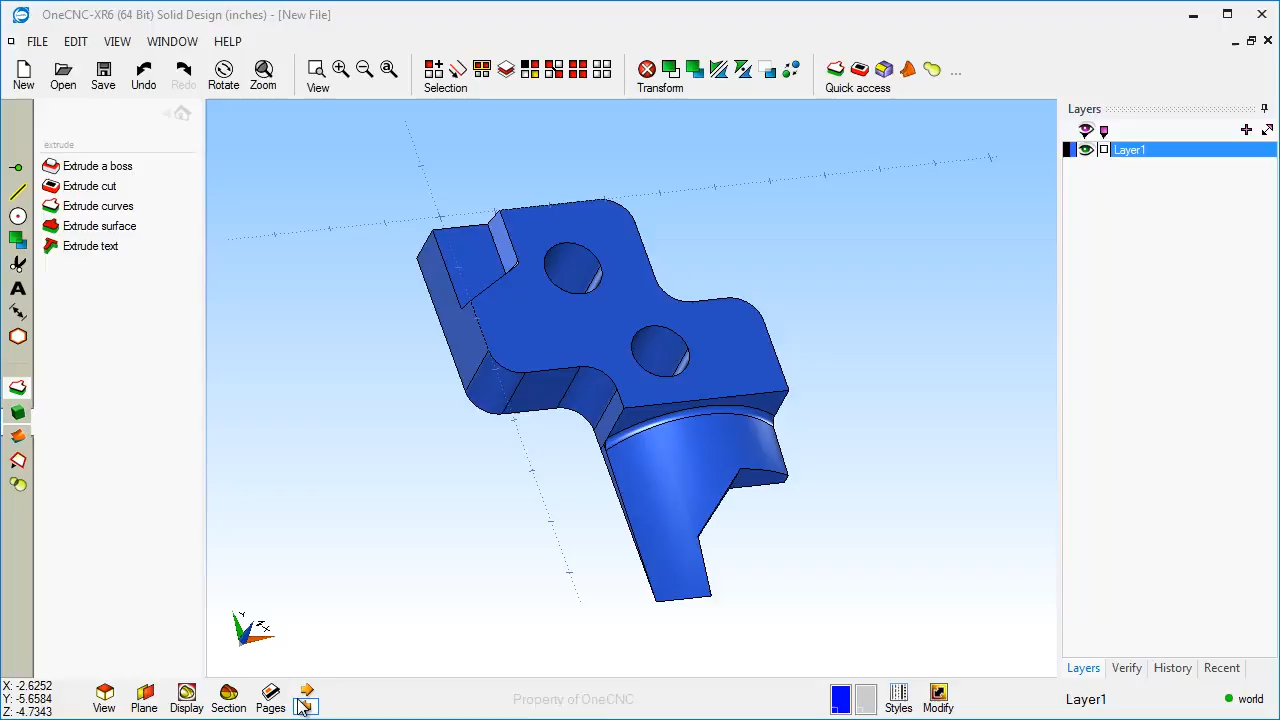 OneCNC-XR6 (64 Bit) Solid Design (inches) - [New File]
FILE EDIT VIEW WINDOW HELP
New Open Save Undo Redo Rotate Zoom View Selection Transform Quick access ...
extrude
Extrude a boss
Extrude cut
Extrude curves
Extrude surface
Extrude text
Layers
Layer1
Y
Z X
Layers Verify History Recent
X: -2.6252
Y: -5.6584
Z: -4.7343
View Plane Display Section Pages
Property of OneCNC
Styles Modify
Layer1
world